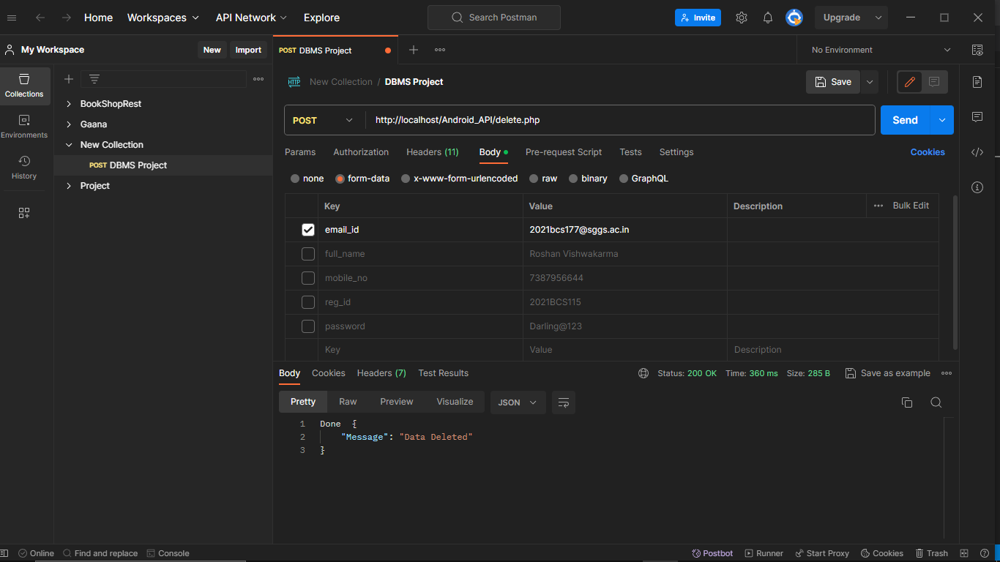 Home Workspaces API Network Explore Search Postman Invite Upgrade
My Workspace New Import POST DBMS Project No Environment
Collections
Environments
History
BookShopRest
Gaana
New Collection
POST DBMS Project
Project
HTTP New Collection / DBMS Project Save
POST http://localhost/Android_API/delete.php Send
Params Authorization Headers (11) Body Pre-request Script Tests Settings Cookies
none form-data x-www-form-urlencoded raw binary GraphQL
Key Value Description Bulk Edit
email_id 2021bcs177@sggs.ac.in
full_name Roshan Vishwakarma
mobile_no 7387956644
reg_id 2021BCS115
password Darling@123
Key Value Description
Body Cookies Headers (7) Test Results Status: 200 OK Time: 360 ms Size: 285 B Save as example
Pretty Raw Preview Visualize JSON
1 Done {
2 "Message": "Data Deleted"
3 }
Online Find and replace Console Postbot Runner Start Proxy Cookies Trash